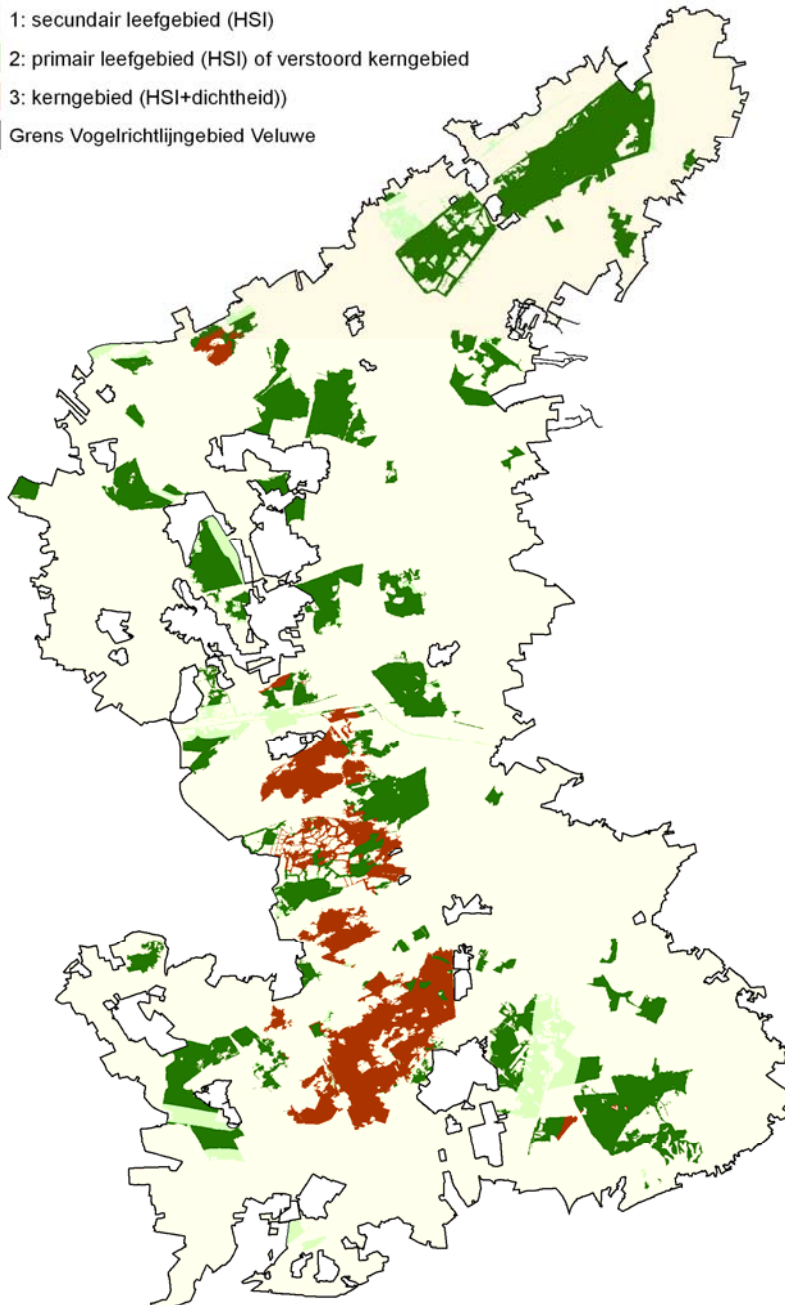 1: secundair leefgebied (HSI)
2: primair leefgebied (HSI) of verstoord kerngebied
3: kerngebied (HSI+dichtheid))
Grens Vogelrichtlijngebied Veluwe